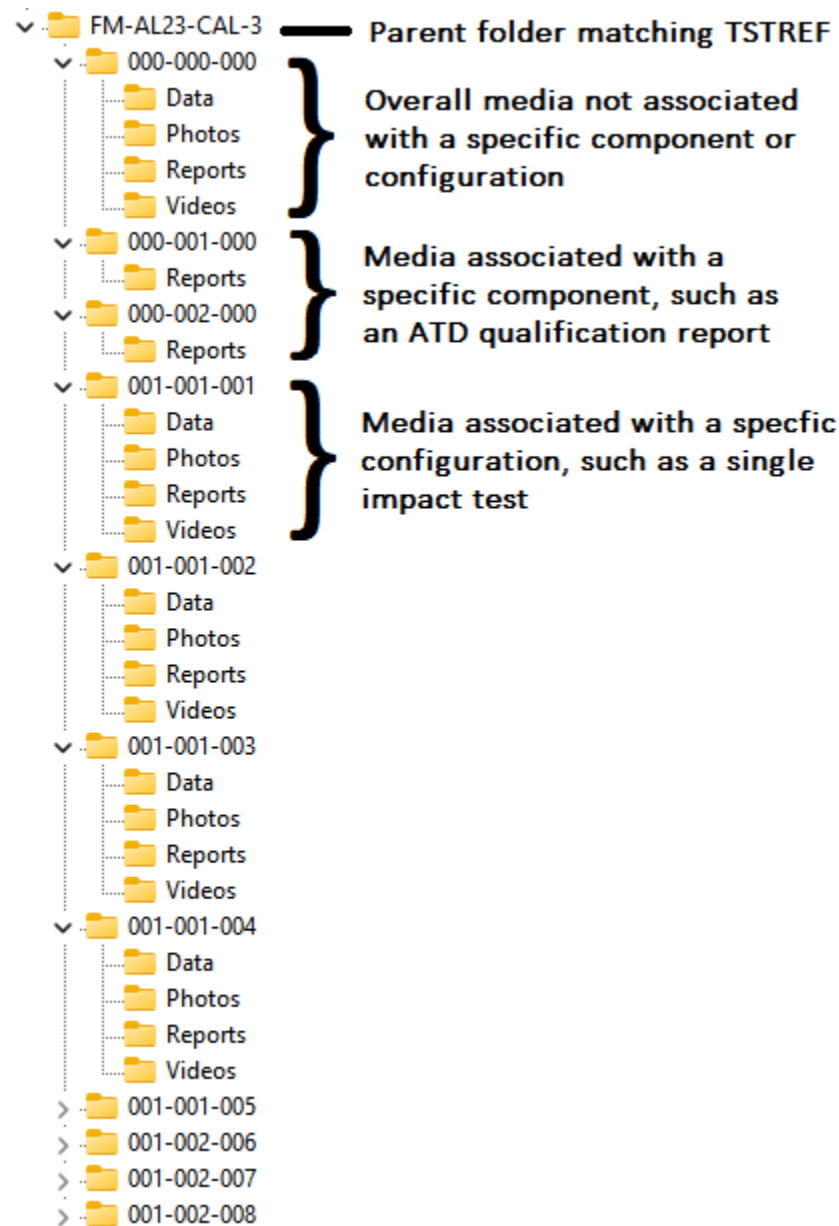 FM-AL23-CAL-3 Parent folder matching TSTREF
000-000-000
Data
Photos
Reports
Videos
Overall media not associated
with a specific component or
configuration
000-001-000
Reports
000-002-000
Reports
Media associated with a
specific component, such as
an ATD qualification report
001-001-001
Data
Photos
Reports
Videos
Media associated with a specfic
configuration, such as a single
impact test
001-001-002
Data
Photos
Reports
Videos
001-001-003
Data
Photos
Reports
Videos
001-001-004
Data
Photos
Reports
Videos
001-001-005
001-002-006
001-002-007
001-002-008